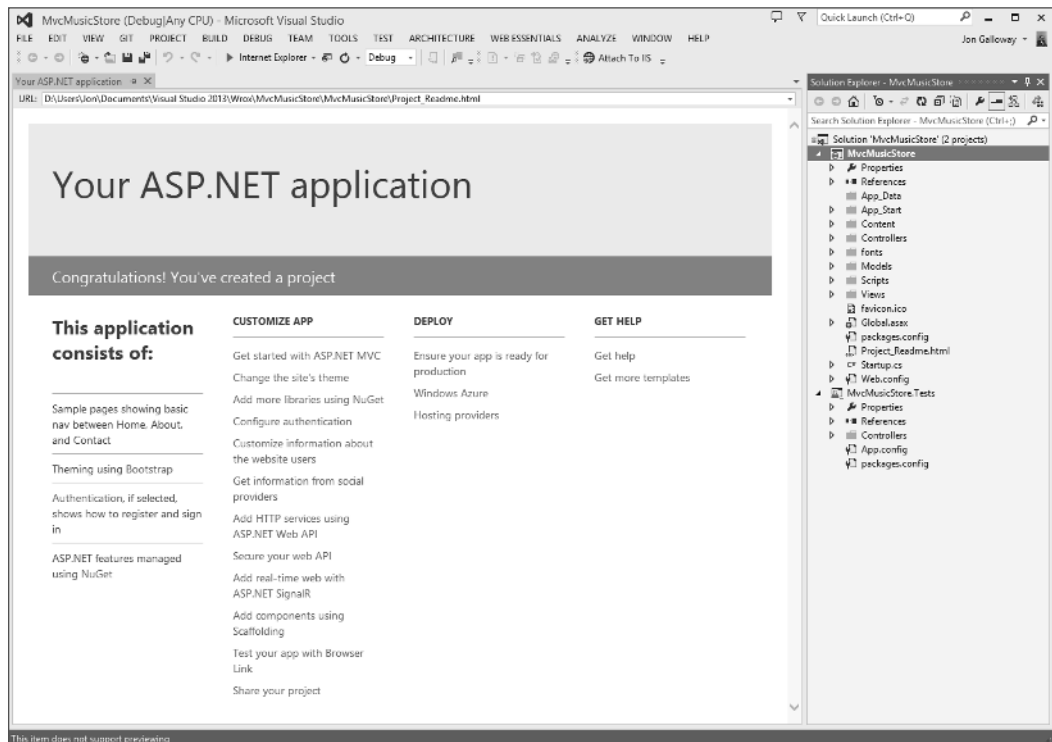 MvcMusicStore (Debug|Any CPU) - Microsoft Visual Studio
Quick Launch (Ctrl+Q)
FILE EDIT VIEW GIT PROJECT BUILD DEBUG TEAM TOOLS TEST ARCHITECTURE WEB ESSENTIALS ANALYZE WINDOW HELP
Jon Galloway
Internet Explorer Debug Attach To IIS
Your ASP.NET application
URL: D:\Users\Jon\Documents\Visual Studio 2013\Wrox\MvcMusicStore\MvcMusicStore\Project_Readme.html
Your ASP.NET application
Congratulations! You've created a project
This application
consists of:
Sample pages showing basic
nav between Home, About,
and Contact
Theming using Bootstrap
Authentication, if selected,
shows how to register and sign
in
ASP.NET features managed
using NuGet
CUSTOMIZE APP
Get started with ASP.NET MVC
Change the site's theme
Add more libraries using NuGet
Configure authentication
Customize information about
the website users
Get information from social
providers
Add HTTP services using
ASP.NET Web API
Secure your web API
Add real-time web with
ASP.NET SignalR
Add components using
Scaffolding
Test your app with Browser
Link
Share your project
DEPLOY
Ensure your app is ready for
production
Windows Azure
Hosting providers
GET HELP
Get help
Get more templates
Solution Explorer - MvcMusicStore
Search Solution Explorer - MvcMusicStore (Ctrl+;)
Solution 'MvcMusicStore' (2 projects)
MvcMusicStore
Properties
References
App_Data
App_Start
Content
Controllers
fonts
Models
Scripts
Views
favicon.ico
Global.asax
packages.config
Project_Readme.html
Startup.cs
Web.config
MvcMusicStore.Tests
Properties
References
Controllers
App.config
packages.config
This item does not support previewing